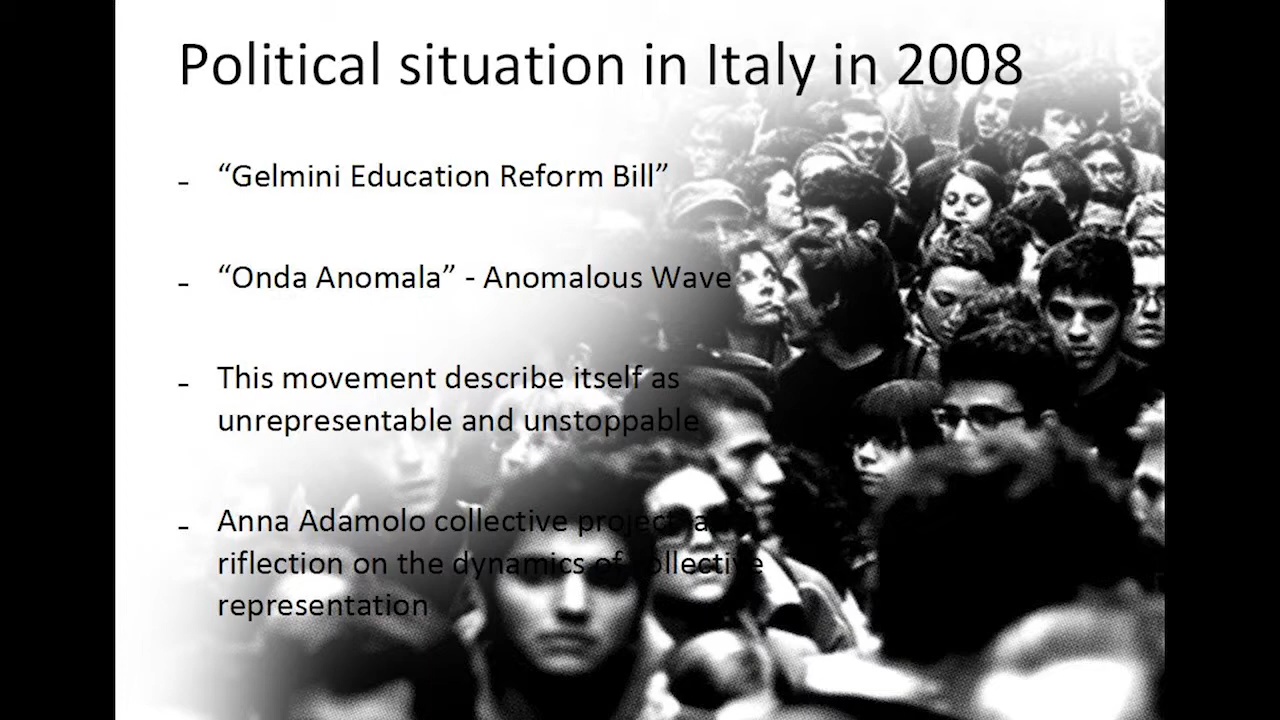 Political situation in Italy in 2008
- “Gelmini Education Reform Bill”
- “Onda Anomala” - Anomalous Wave
- This movement describe itself as
unrepresentable and unstoppable
- Anna Adamolo collective project: a
riflection on the dynamics of collective
representation